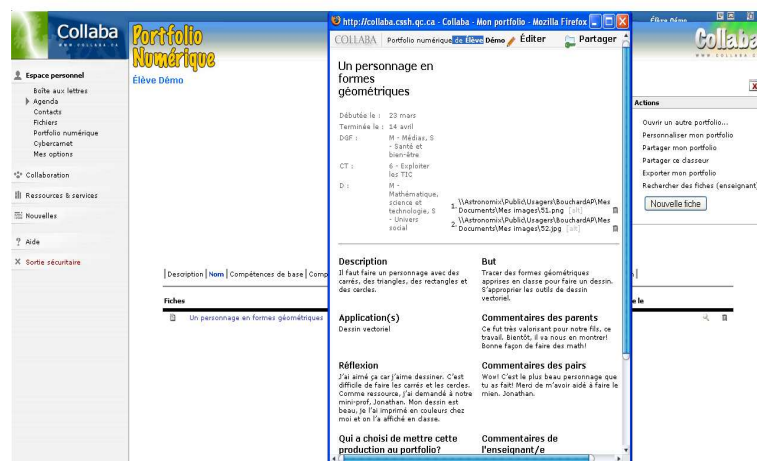 Collaba
WWW.COLLABA.CA
Espace personnel
Boîte aux lettres
Agenda
Contacts
Fichiers
Portfolio numérique
Cybercarnet
Mes options
Collaboration
Ressources & services
Nouvelles
Aide
Sortie sécuritaire
Portfolio
Numérique
Élève Démo
Élève Démo
Collaba
http://collaba.cssh.qc.ca - Collaba - Mon portfolio - Mozilla Firefox
COLLABA Portfolio numérique de Élève Démo Éditer Partager
Un personnage en
formes
géométriques
Débutée le : 23 mars
Terminée le : 14 avril
DGF : M - Médias, S
- Santé et
bien-être
CT : 6 - Exploiter
les TIC
D : M -
Mathématique,
science et
technologie, S
- Univers
social
1. \\Astronomix\Public\Usagers\BouchardAP\Mes
Documents\Mes images\51.png [alt]
2. \\Astronomix\Public\Usagers\BouchardAP\Mes
Documents\Mes images\52.jpg [alt]
Description
Il faut faire un personnage avec des
carrés, des triangles, des rectangles et
des cercles.
But
Tracer des formes géométriques
apprises en classe pour faire un dessin.
S'approprier les outils de dessin
vectoriel.
Application(s)
Dessin vectoriel
Commentaires des parents
Ce fut très valorisant pour notre fils, ce
travail. Bientôt, il va nous en montrer!
Bonne façon de faire des math!
Réflexion
J'ai aimé ça car j'aime dessiner. C'est
difficile de faire les carrés et les cercles.
Comme ressource, j'ai demandé à notre
mini-prof, Jonathan. Mon dessin est
beau, je l'ai imprimé en couleurs chez
moi et on l'a affiché en classe.
Commentaires des pairs
Wow! C'est le plus beau personnage que
tu as fait! Merci de m'avoir aidé à faire le
mien. Jonathan.
Qui a choisi de mettre cette
production au portfolio?
Commentaires de
l'enseignant/e
Actions
Ouvrir un autre portfolio...
Personnaliser mon portfolio
Partager mon portfolio
Partager ce classeur
Exporter mon portfolio
Rechercher des fiches (enseignant)
Nouvelle fiche
Description | Nom | Compétences de base | Comp
Fiches
e le
Un personnage en formes géométriques